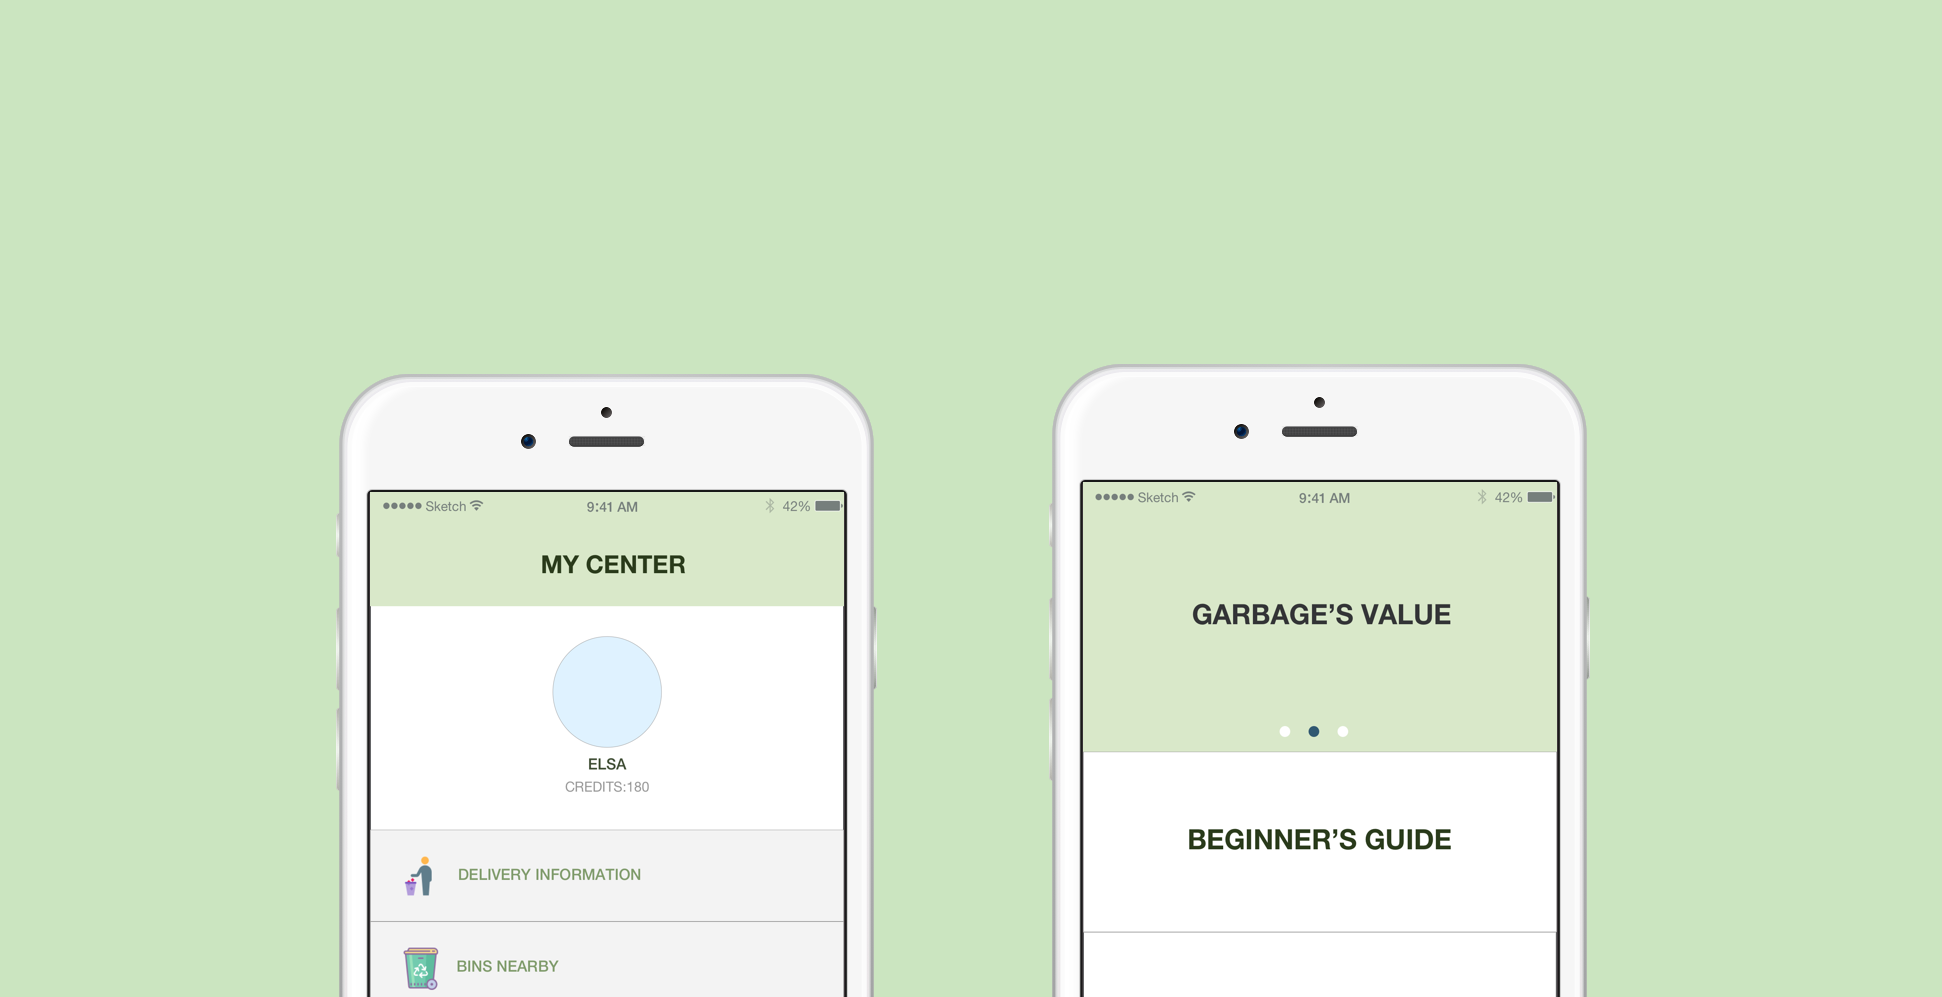 Sketch 9:41 AM 42%
MY CENTER
ELSA
CREDITS:180
DELIVERY INFORMATION
BINS NEARBY
Sketch 9:41 AM 42%
GARBAGE’S VALUE
BEGINNER’S GUIDE